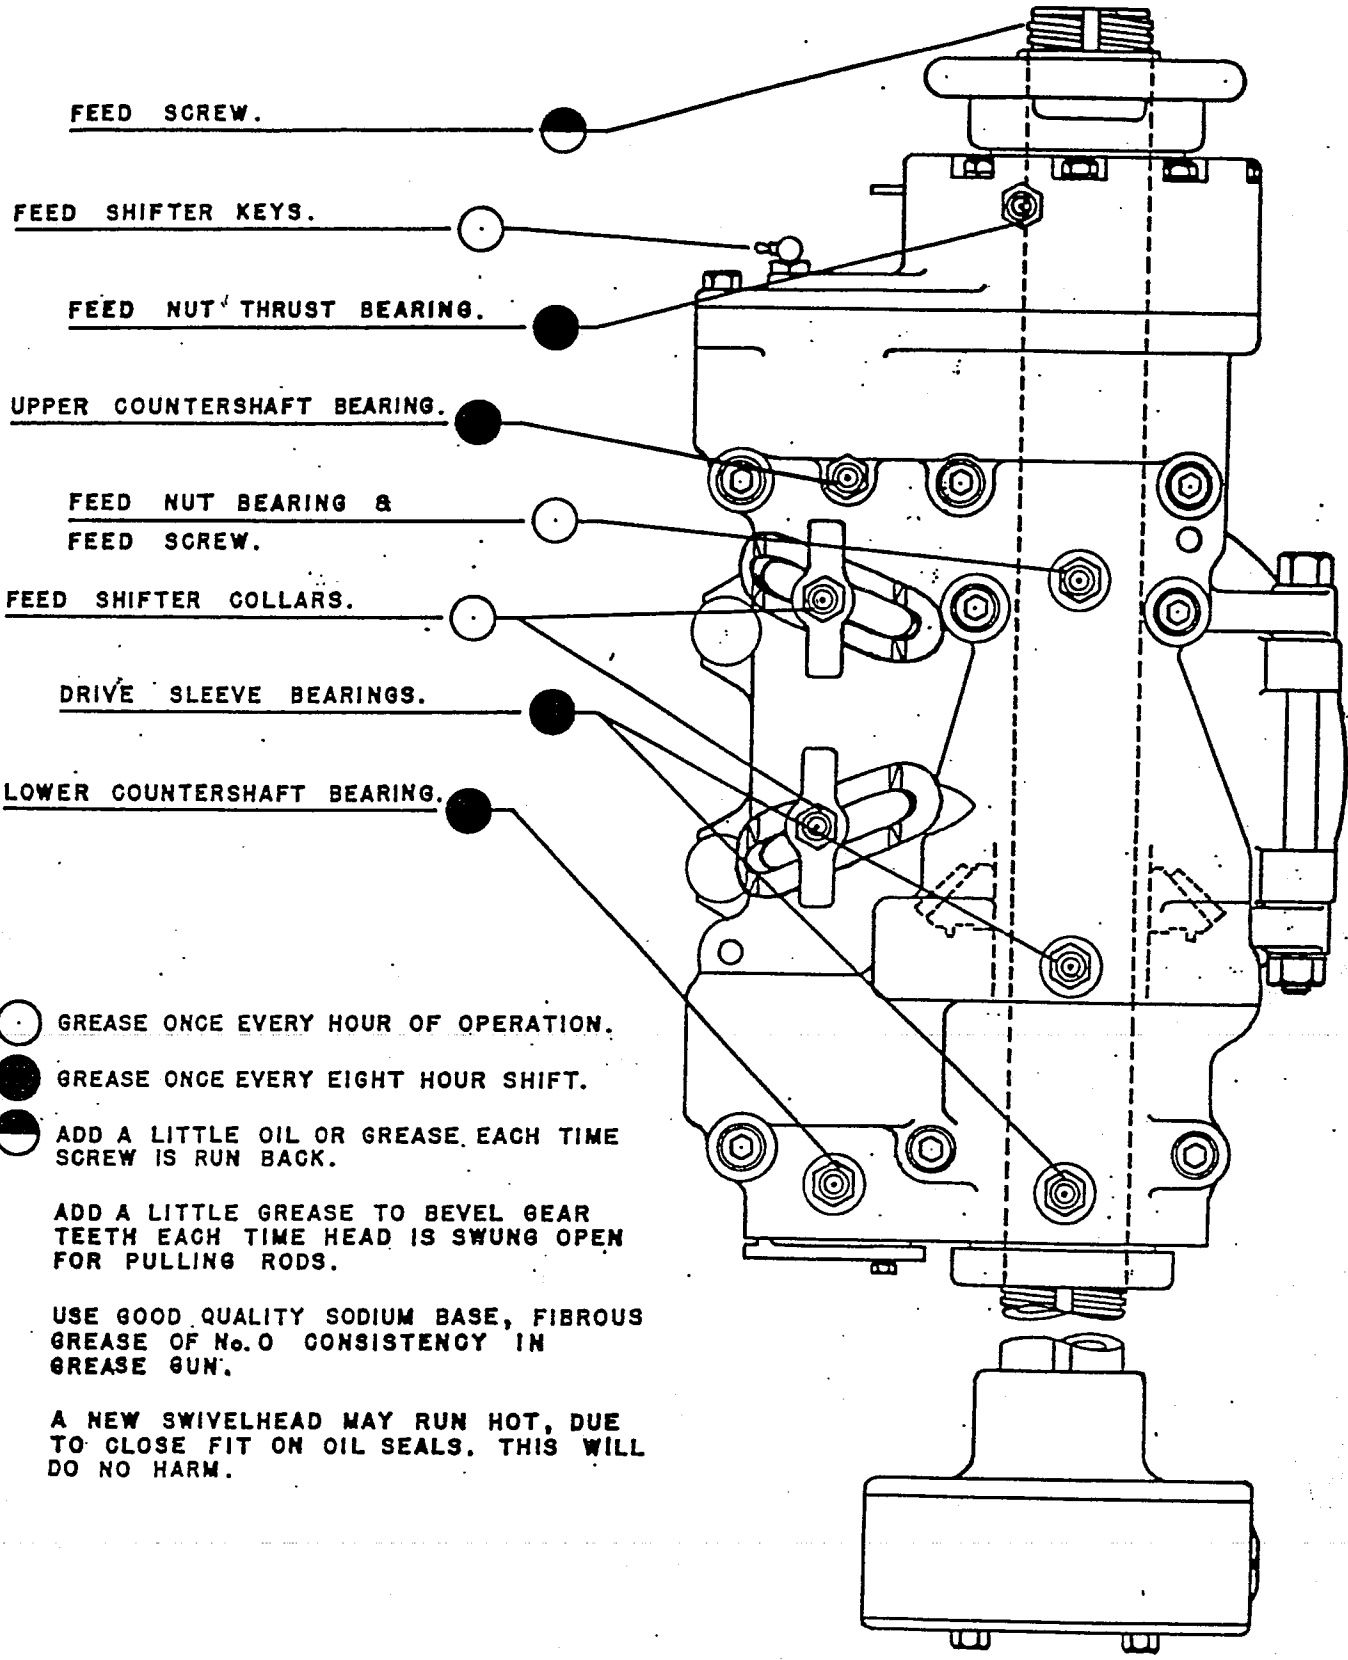 FEED SCREW.
FEED SHIFTER KEYS.
FEED NUT THRUST BEARING.
UPPER COUNTERSHAFT BEARING.
FEED NUT BEARING &
FEED SCREW.
FEED SHIFTER COLLARS.
DRIVE SLEEVE BEARINGS.
LOWER COUNTERSHAFT BEARING.
GREASE ONCE EVERY HOUR OF OPERATION.
GREASE ONCE EVERY EIGHT HOUR SHIFT.
ADD A LITTLE OIL OR GREASE EACH TIME
SCREW IS RUN BACK.
ADD A LITTLE GREASE TO BEVEL GEAR
TEETH EACH TIME HEAD IS SWUNG OPEN
FOR PULLING RODS.
USE GOOD QUALITY SODIUM BASE, FIBROUS
GREASE OF No. 0 CONSISTENCY IN
GREASE GUN.
A NEW SWIVELHEAD MAY RUN HOT, DUE
TO CLOSE FIT ON OIL SEALS. THIS WILL
DO NO HARM.